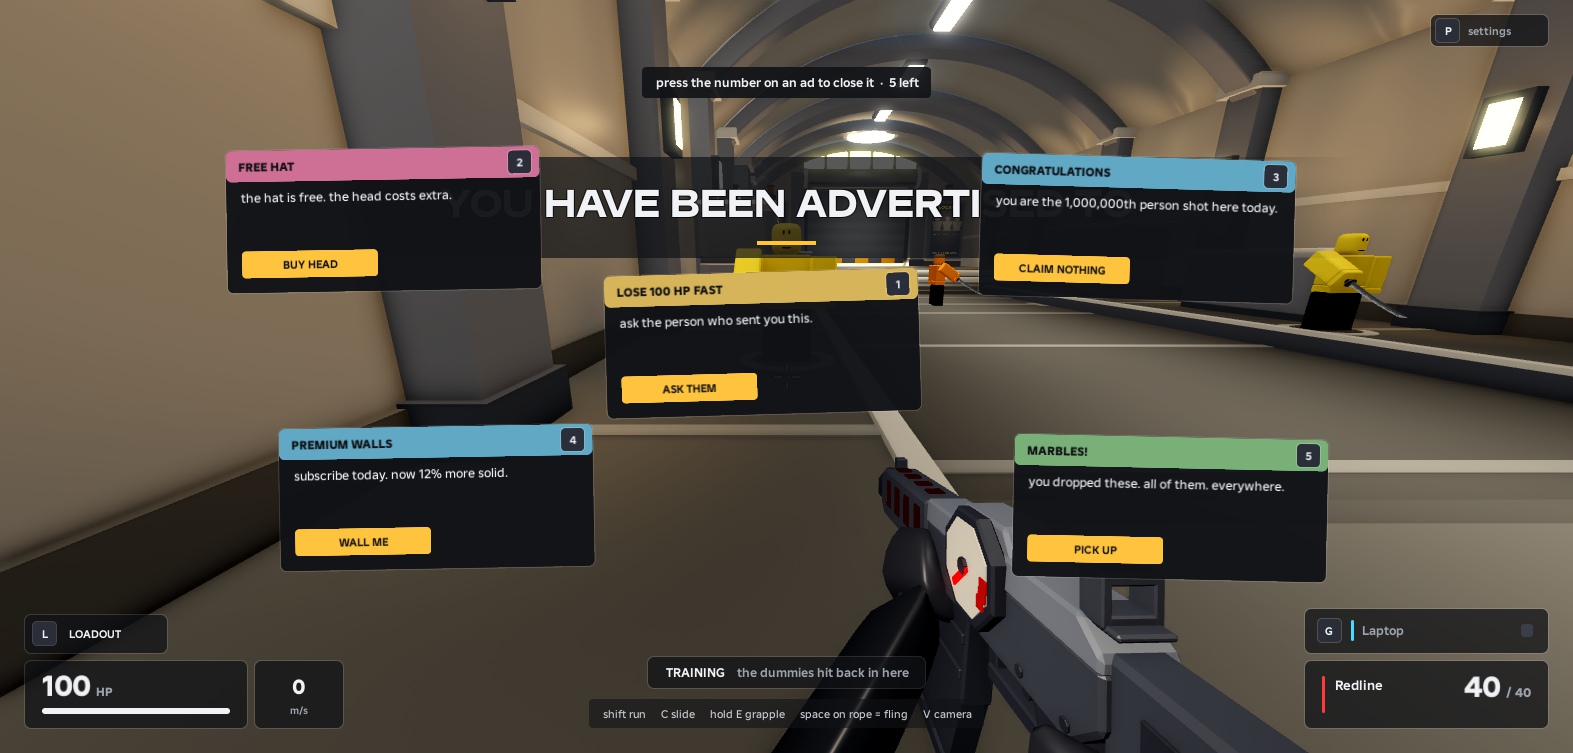 P settings
press the number on an ad to close it · 5 left
FREE HAT 2
the hat is free. the head costs extra.
BUY HEAD
YOU HAVE BEEN ADVERTISED TO
CONGRATULATIONS 3
you are the 1,000,000th person shot here today.
CLAIM NOTHING
LOSE 100 HP FAST 1
ask the person who sent you this.
ASK THEM
PREMIUM WALLS 4
subscribe today. now 12% more solid.
WALL ME
MARBLES! 5
you dropped these. all of them. everywhere.
PICK UP
L LOADOUT
100 HP
0
m/s
TRAINING the dummies hit back in here
shift run C slide hold E grapple space on rope = fling V camera
G Laptop
Redline 40 / 40